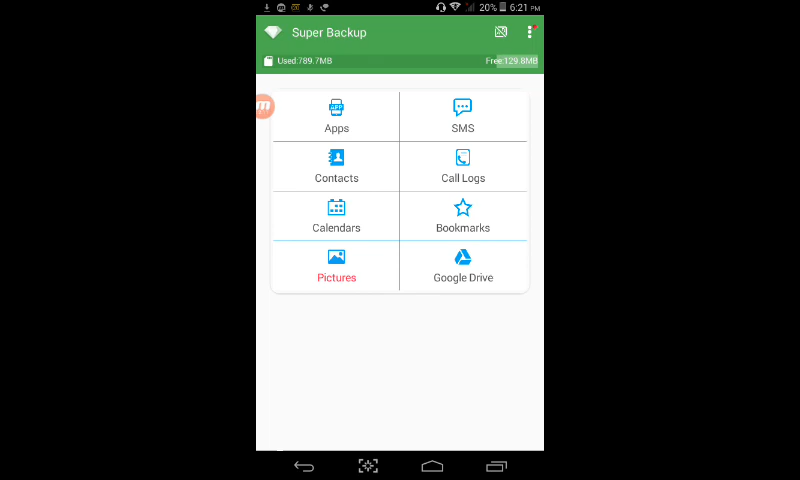 20% 6:21 PM
Super Backup
Used:789.7MB Free:129.8MB
APP
Apps SMS
Contacts Call Logs
Calendars Bookmarks
Pictures Google Drive